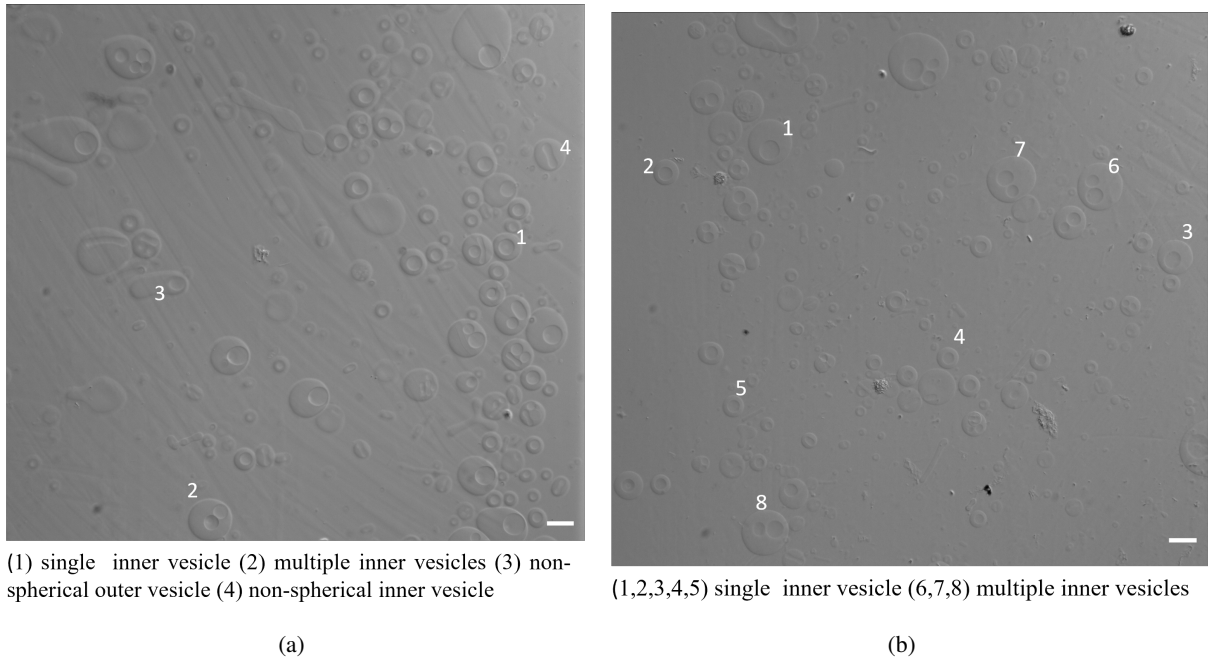 4
1
3
2
(1) single inner vesicle (2) multiple inner vesicles (3) non-
spherical outer vesicle (4) non-spherical inner vesicle
(a)
1
2
7
6
3
4
5
8
(1,2,3,4,5) single inner vesicle (6,7,8) multiple inner vesicles
(b)